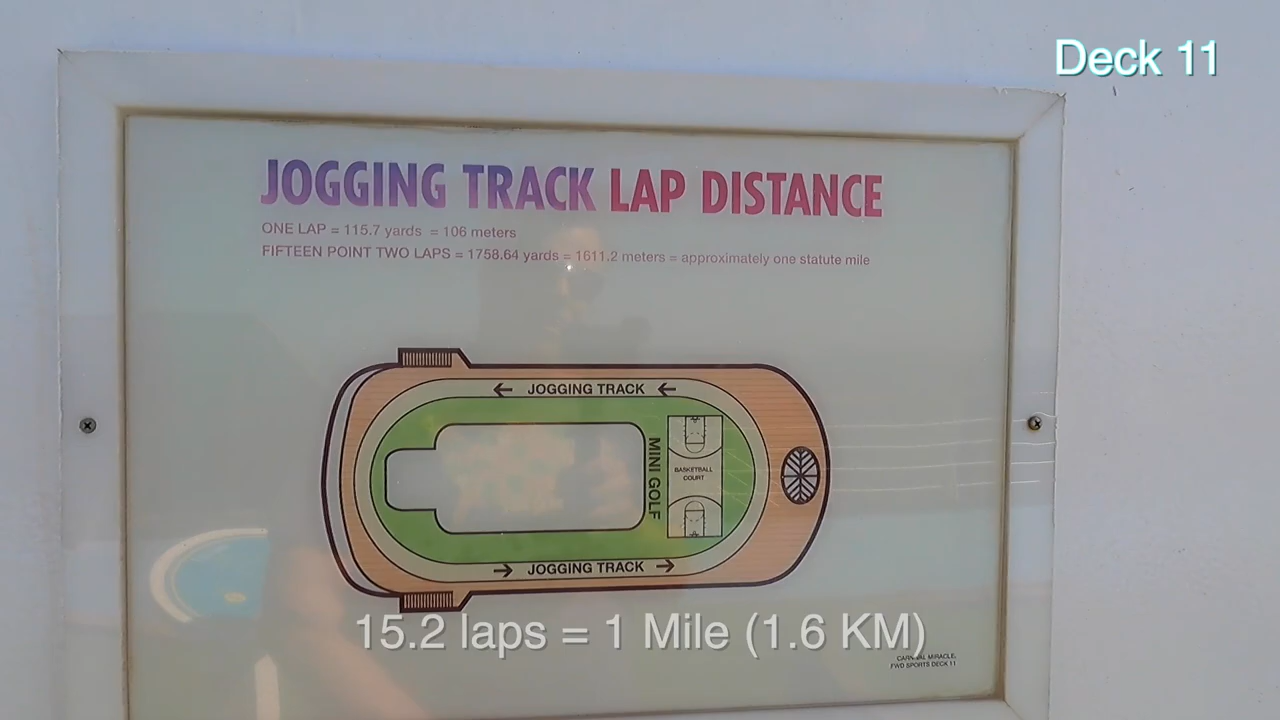 Deck 11
JOGGING TRACK LAP DISTANCE
ONE LAP = 115.7 yards = 106 meters
FIFTEEN POINT TWO LAPS = 1758.64 yards = 1611.2 meters = approximately one statute mile
JOGGING TRACK
MINI GOLF
BASKETBALL
COURT
JOGGING TRACK
15.2 laps = 1 Mile (1.6 KM)
CARNIVAL MIRACLE,
FWD SPORTS DECK 11